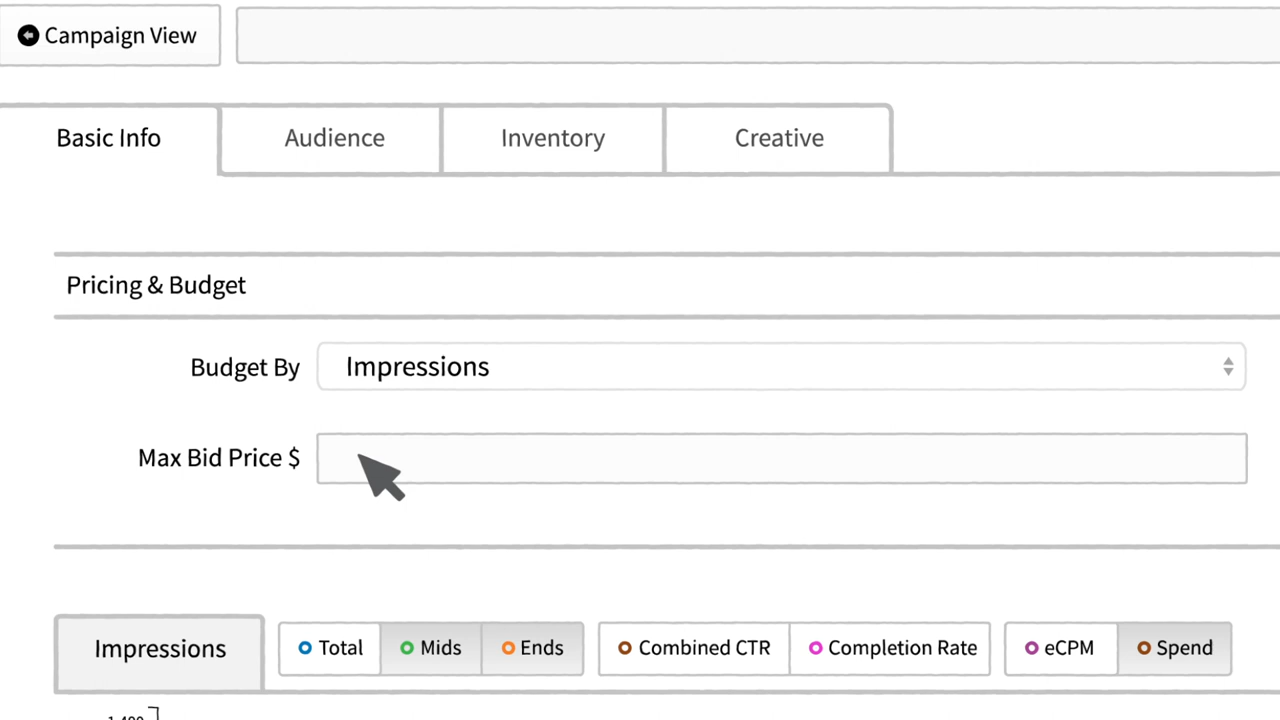 Campaign View
Basic Info Audience Inventory Creative
Pricing & Budget
Budget By Impressions
Max Bid Price $
Impressions Total Mids Ends Combined CTR Completion Rate eCPM Spend